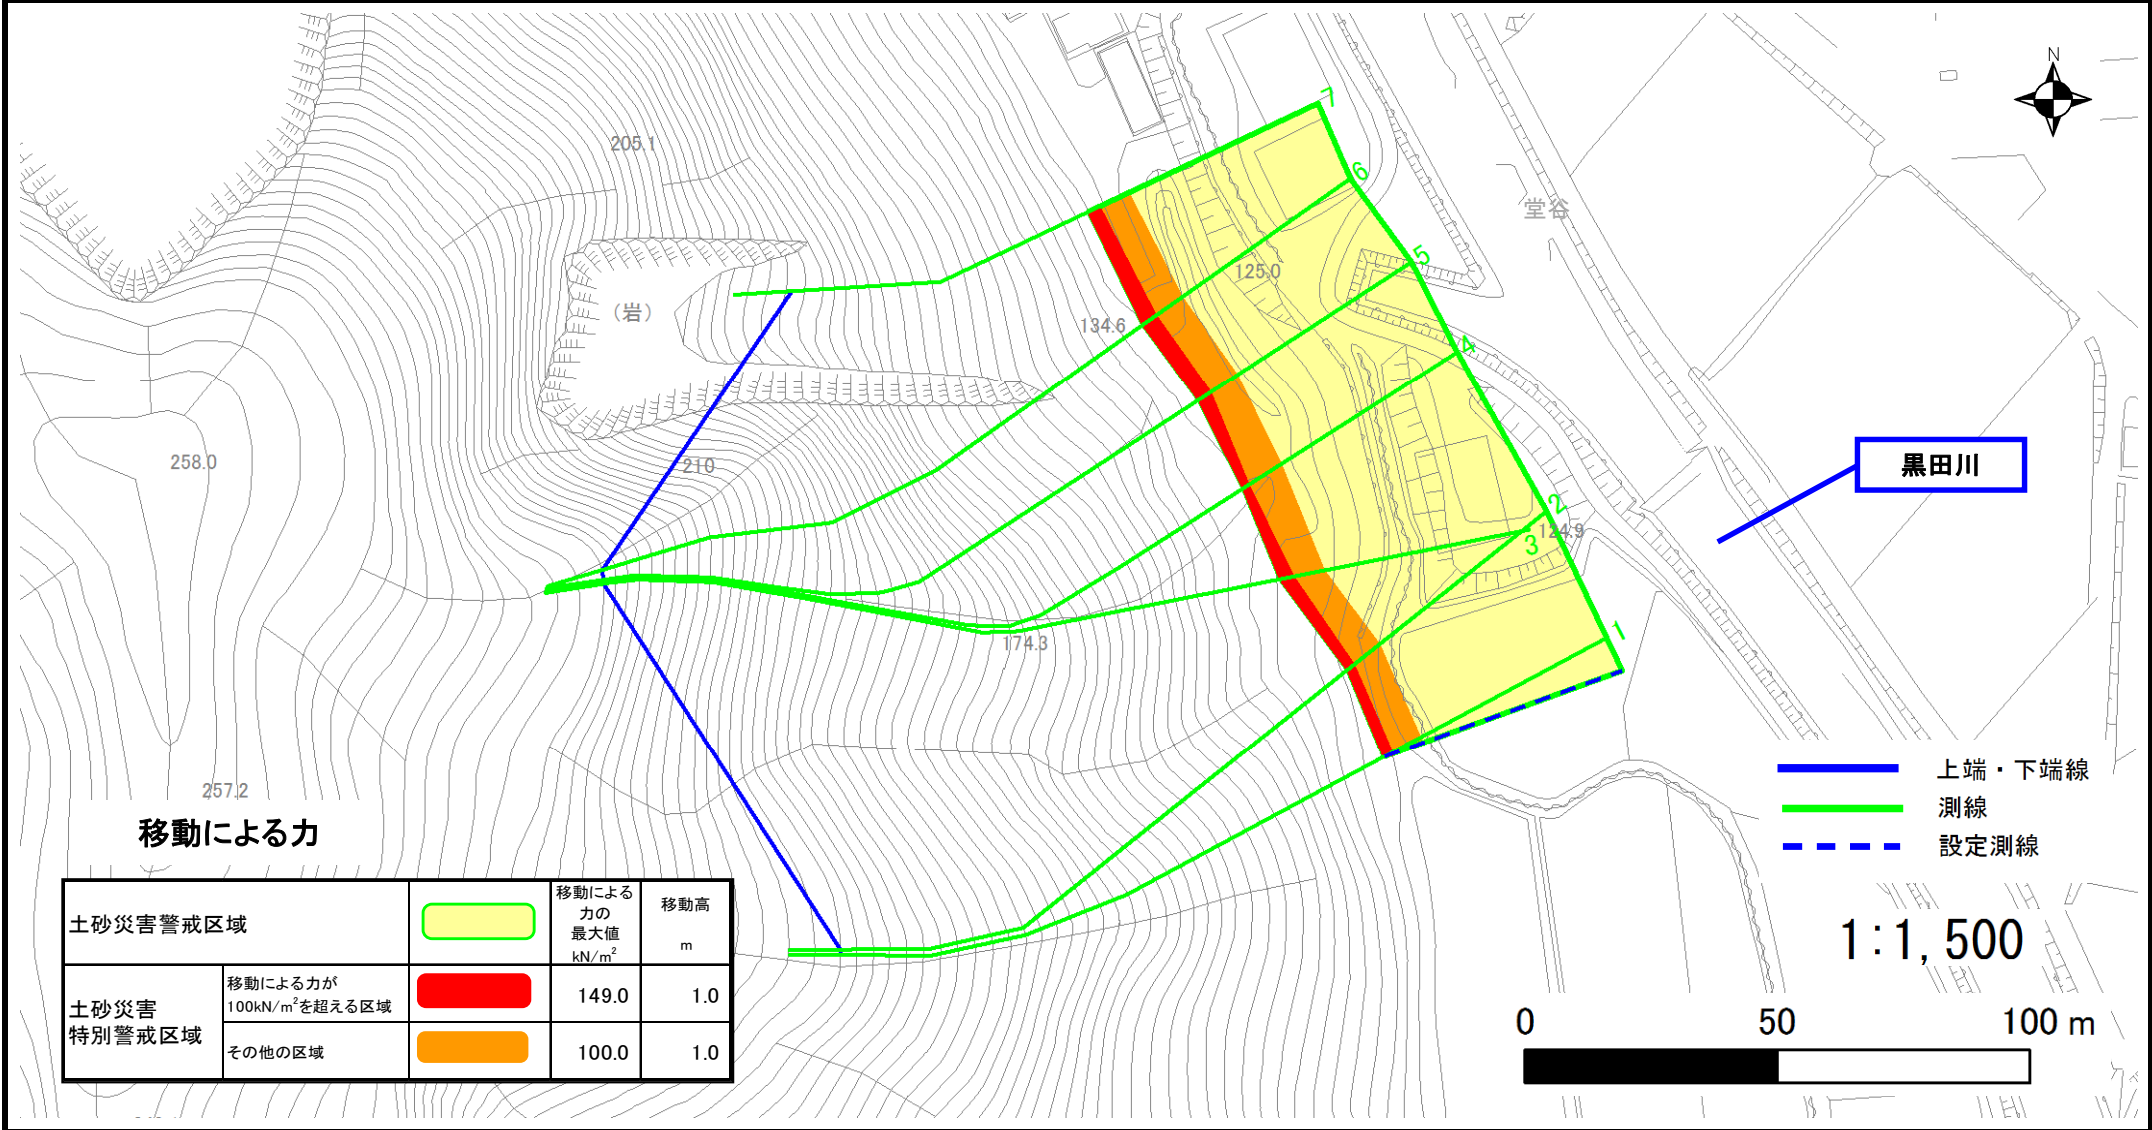 N
7
6
5
4
2
3
1
205.1
(岩)
堂谷
125.0
134.6
258.0
210
174.3
124.9
257.2
黒田川
移動による力
土砂災害警戒区域
移動による
力の
最大値
kN/m²
移動高
m
土砂災害
特別警戒区域
移動による力が
100kN/m²を超える区域
149.0
1.0
その他の区域
100.0
1.0
上端・下端線
測線
設定測線
1:1,500
0
50
100 m